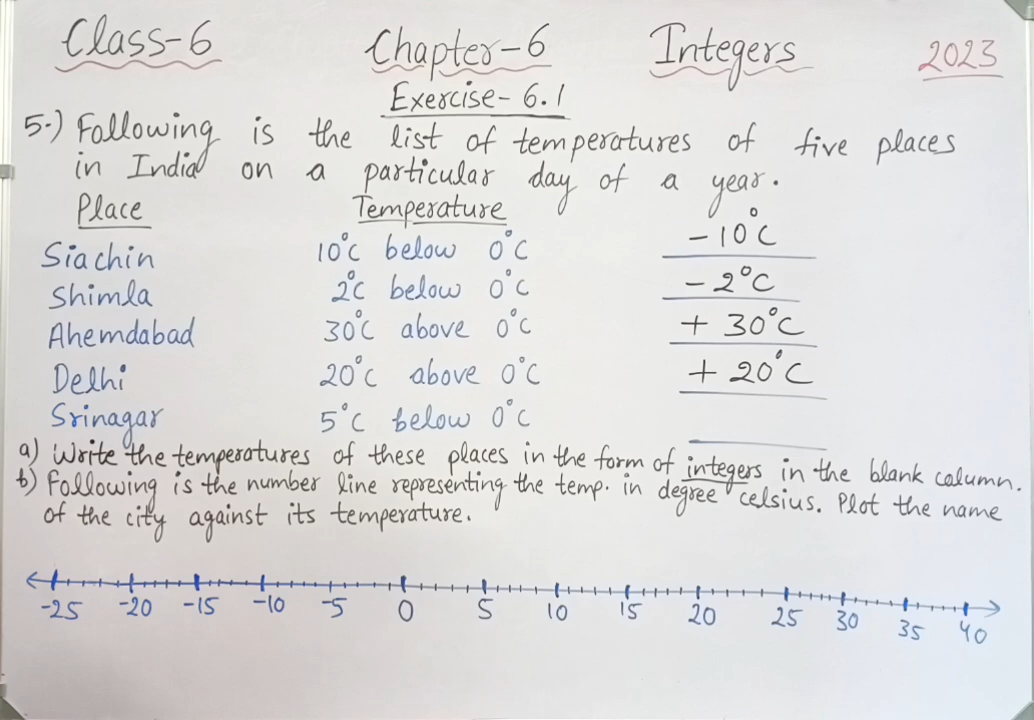 Class-6 Chapter-6 Integers 2023
Exercise-6.1
5.) Following is the list of temperatures of five places
in India on a particular day of a year.
Place Temperature
Siachin 10°C below 0°C -10°C
Shimla 2°C below 0°C -2°C
Ahemdabad 30°C above 0°C +30°C
Delhi 20°C above 0°C +20°C
Srinagar 5°C below 0°C
a) Write the temperatures of these places in the form of integers in the blank column.
b) Following is the number line representing the temp. in degree celsius. Plot the name
of the city against its temperature.
-25 -20 -15 -10 -5 0 5 10 15 20 25 30 35 40